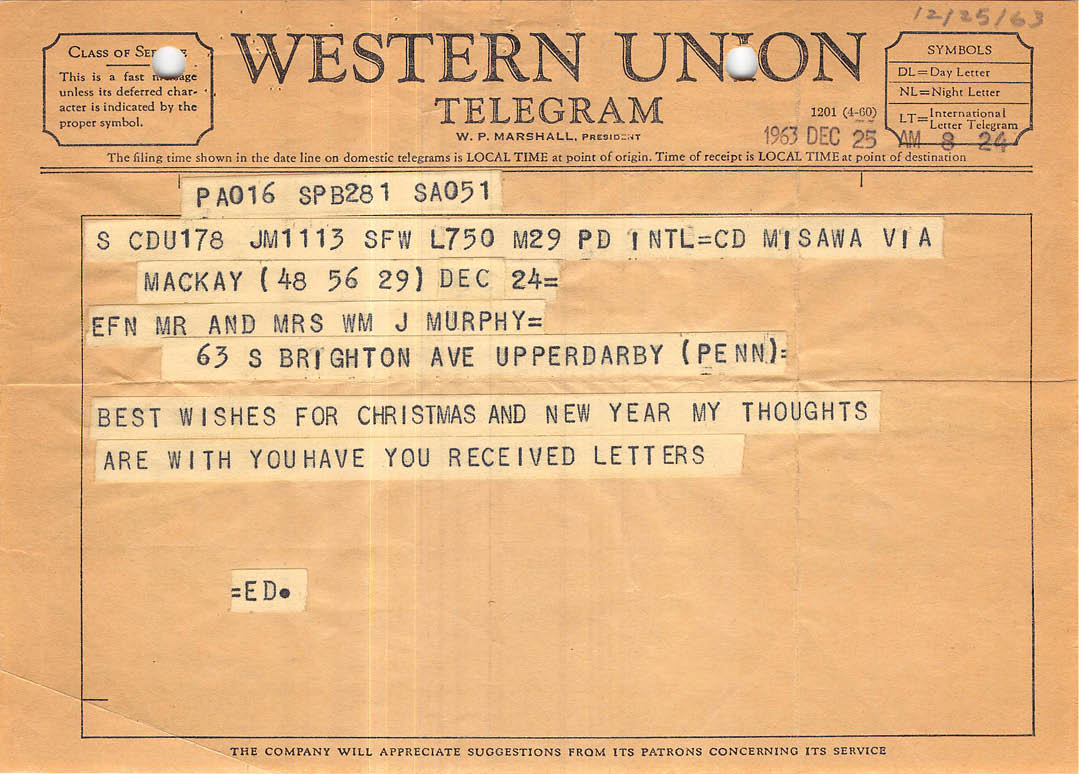 12/25/63
CLASS OF SERVICE
This is a fast message
unless its deferred char-
acter is indicated by the
proper symbol.
WESTERN UNION
TELEGRAM
W. P. MARSHALL, PRESIDENT
1201 (4-60)
SYMBOLS
DL=Day Letter
NL=Night Letter
LT=International Letter Telegram
1963 DEC 25 AM 8 24
The filing time shown in the date line on domestic telegrams is LOCAL TIME at point of origin. Time of receipt is LOCAL TIME at point of destination
PA016 SPB281 SA051
S CDU178 JM1113 SFW L750 M29 PD INTL=CD MISAWA VIA
MACKAY (48 56 29) DEC 24=
EFN MR AND MRS WM J MURPHY=
63 S BRIGHTON AVE UPPERDARBY (PENN)=
BEST WISHES FOR CHRISTMAS AND NEW YEAR MY THOUGHTS
ARE WITH YOUHAVE YOU RECEIVED LETTERS
=ED.
THE COMPANY WILL APPRECIATE SUGGESTIONS FROM ITS PATRONS CONCERNING ITS SERVICE